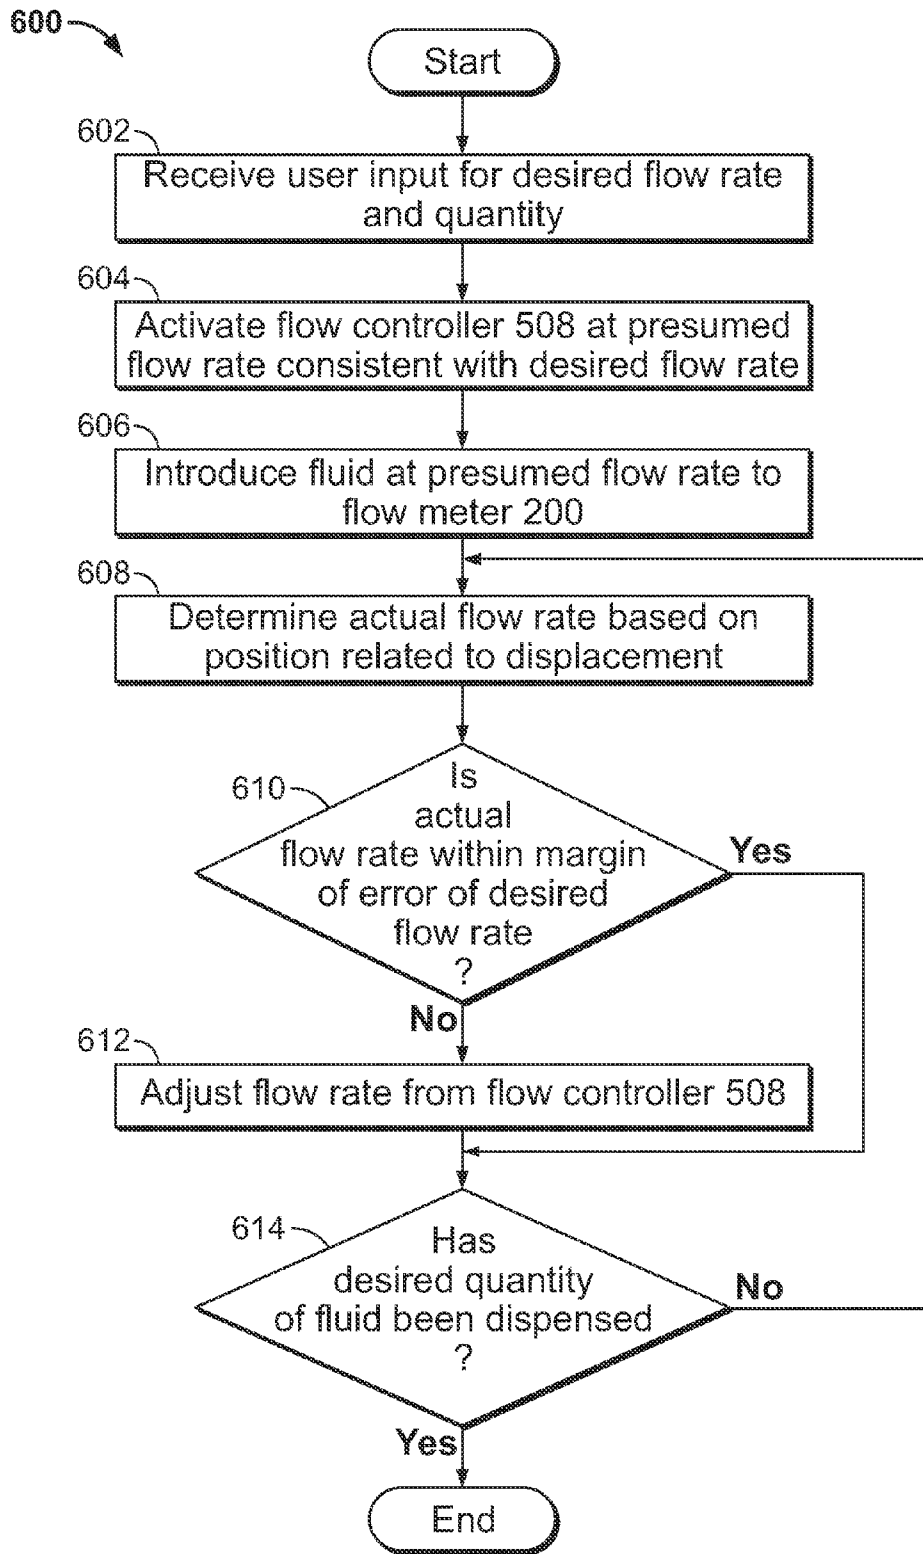 600
Start
602
Receive user input for desired flow rate
and quantity
604
Activate flow controller 508 at presumed
flow rate consistent with desired flow rate
606
Introduce fluid at presumed flow rate to
flow meter 200
608
Determine actual flow rate based on
position related to displacement
610
Is
actual
flow rate within margin
of error of desired
flow rate
?
Yes
No
612
Adjust flow rate from flow controller 508
614
Has
desired quantity
of fluid been dispensed
?
No
Yes
End